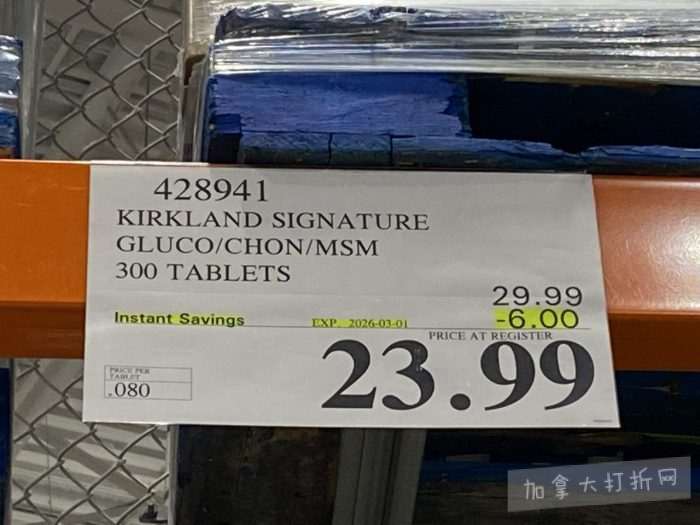 428941
KIRKLAND SIGNATURE
GLUCO/CHON/MSM
300 TABLETS
29.99
Instant Savings EXP. 2026-03-01 -6.00
PRICE AT REGISTER
23.99
PRICE PER
TABLET
.080
加拿大打折网